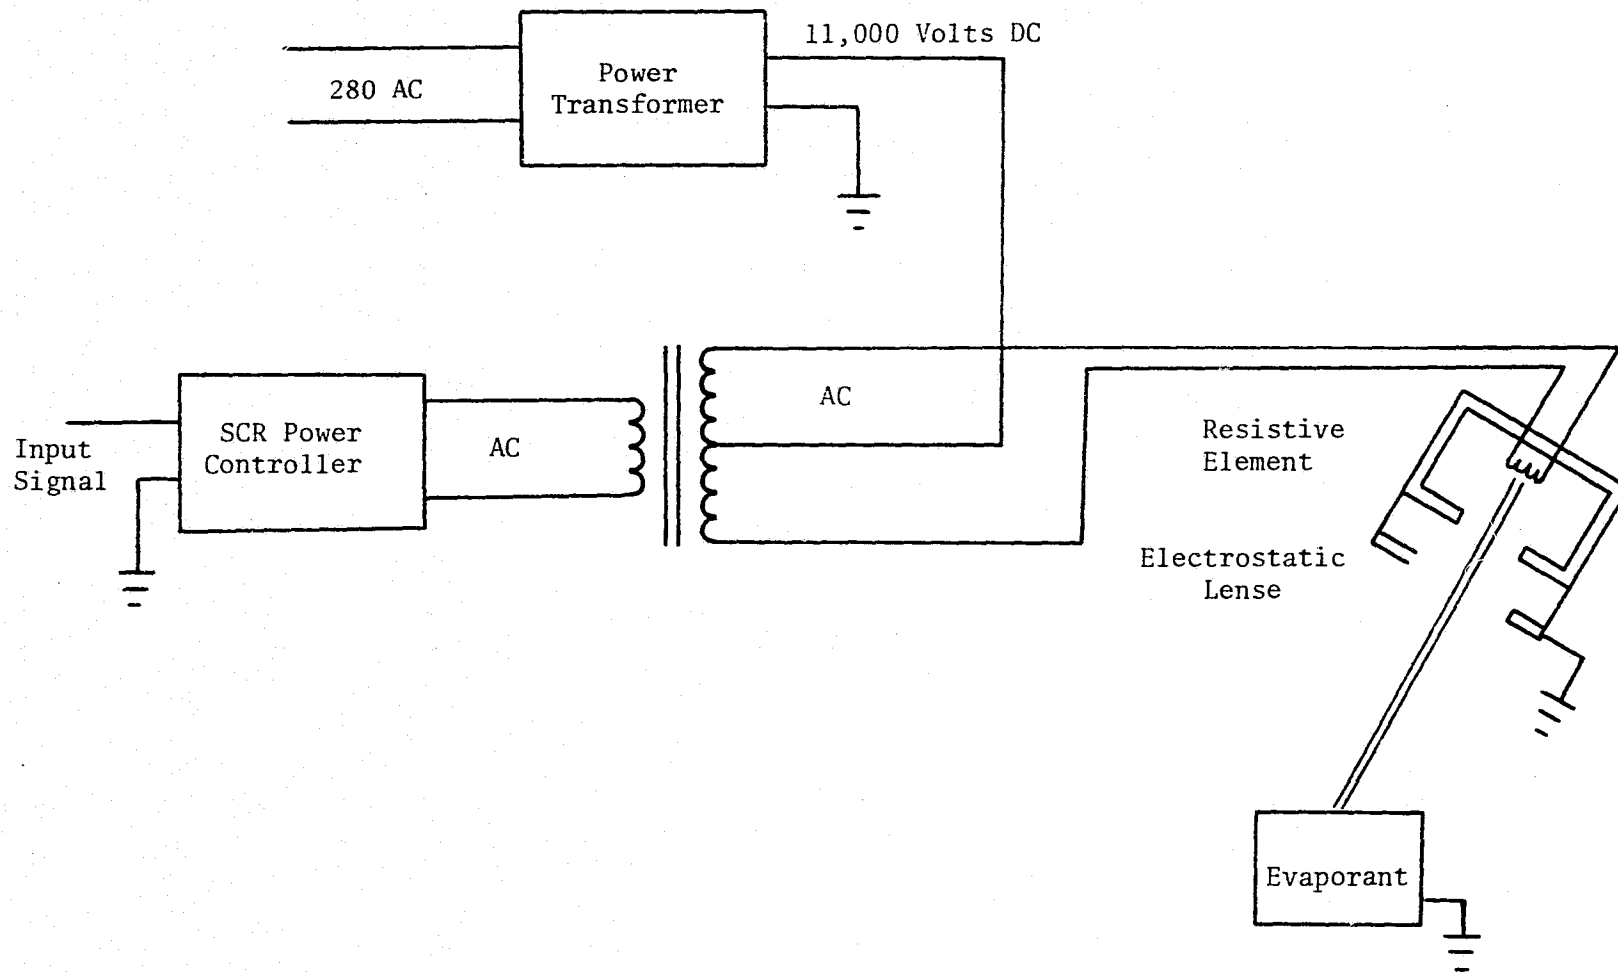 11,000 Volts DC
280 AC
Power
Transformer
Input
Signal
SCR Power
Controller
AC
AC
Resistive
Element
Electrostatic
Lense
Evaporant